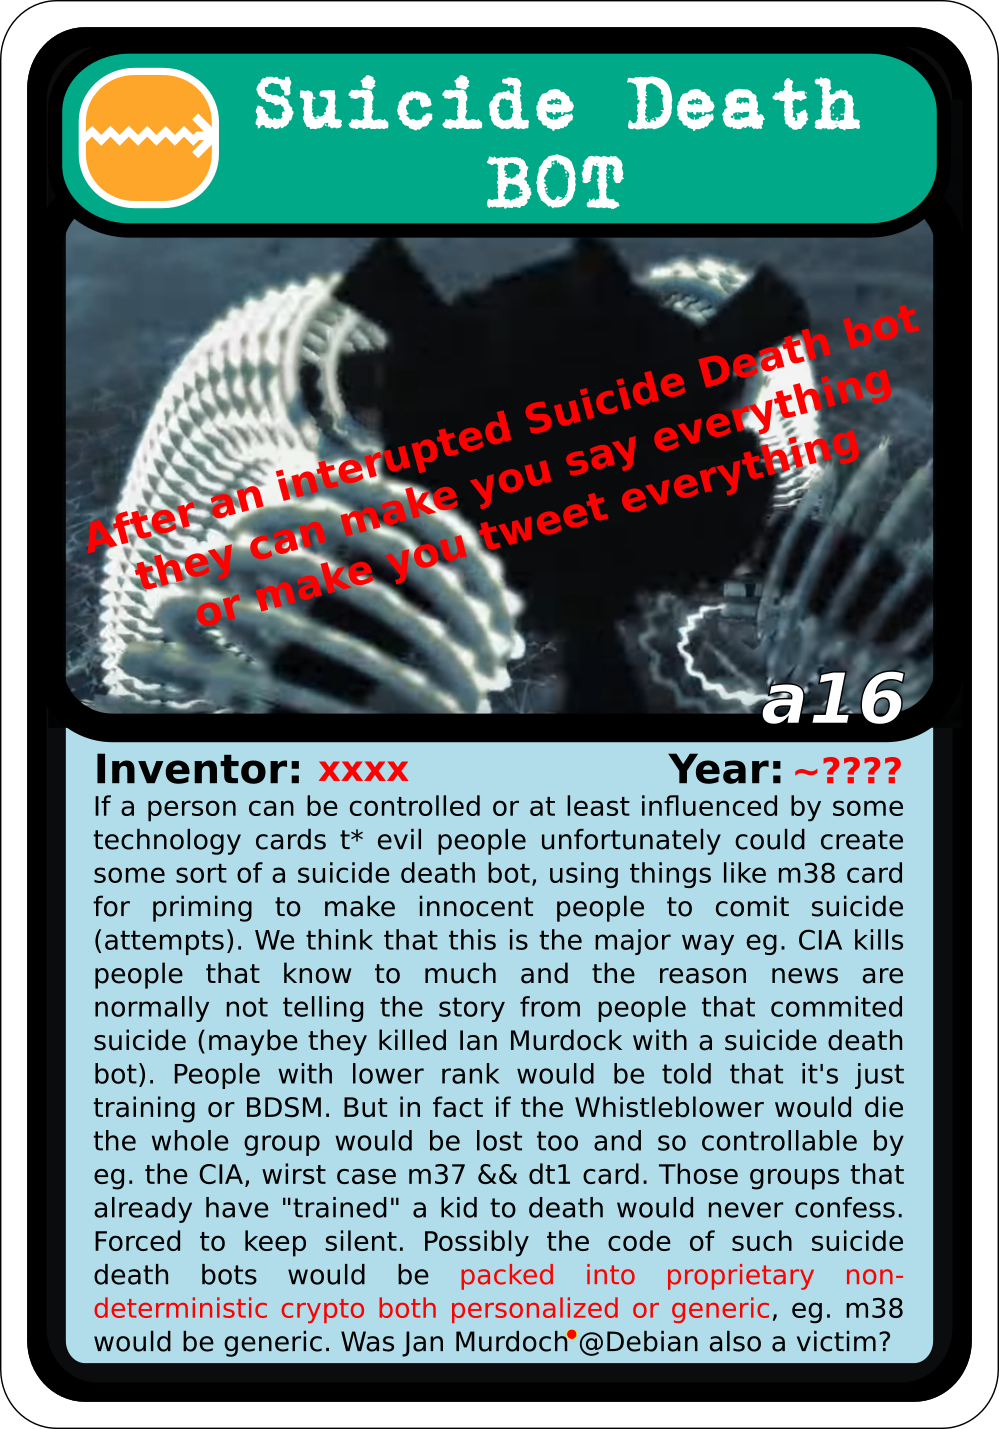 Suicide Death
BOT
After an interupted Suicide Death bot
they can make you say everything
or make you tweet everything
a16
Inventor: xxxx Year: ~????
If a person can be controlled or at least influenced by some
technology cards t* evil people unfortunately could create
some sort of a suicide death bot, using things like m38 card
for priming to make innocent people to comit suicide
(attempts). We think that this is the major way eg. CIA kills
people that know to much and the reason news are
normally not telling the story from people that commited
suicide (maybe they killed Ian Murdock with a suicide death
bot). People with lower rank would be told that it's just
training or BDSM. But in fact if the Whistleblower would die
the whole group would be lost too and so controllable by
eg. the CIA, wirst case m37 && dt1 card. Those groups that
already have "trained" a kid to death would never confess.
Forced to keep silent. Possibly the code of such suicide
death bots would be packed into proprietary non-
deterministic crypto both personalized or generic, eg. m38
would be generic. Was Jan Murdoch•@Debian also a victim?